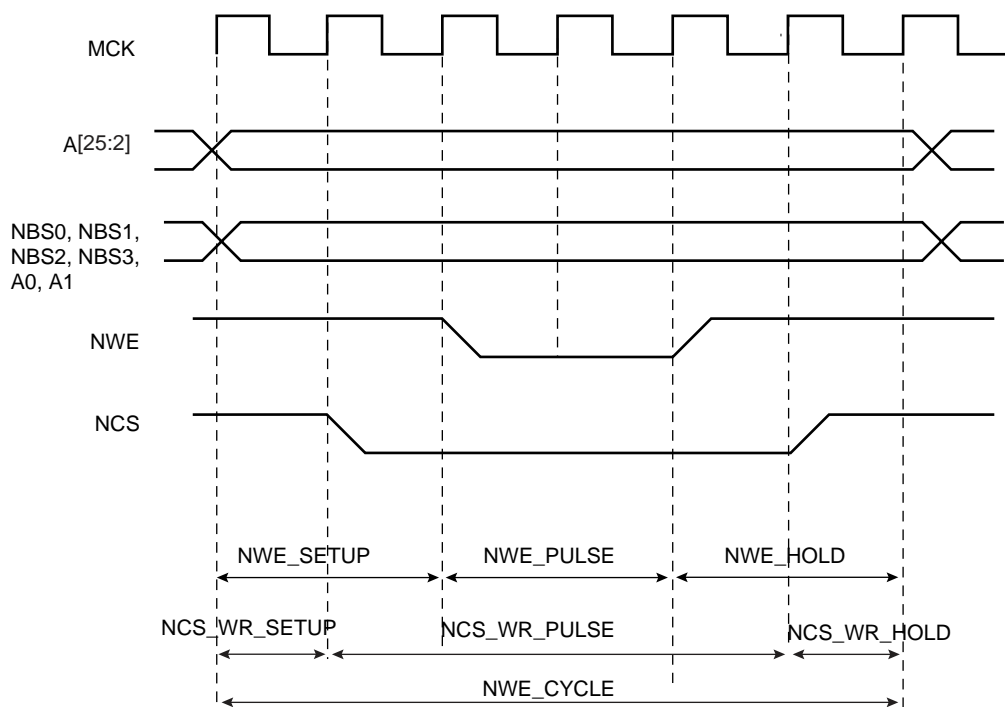 MCK
A[25:2]
NBS0, NBS1,
NBS2, NBS3,
A0, A1
NWE
NCS
NWE_SETUP
NWE_PULSE
NWE_HOLD
NCS_WR_SETUP
NCS_WR_PULSE
NCS_WR_HOLD
NWE_CYCLE